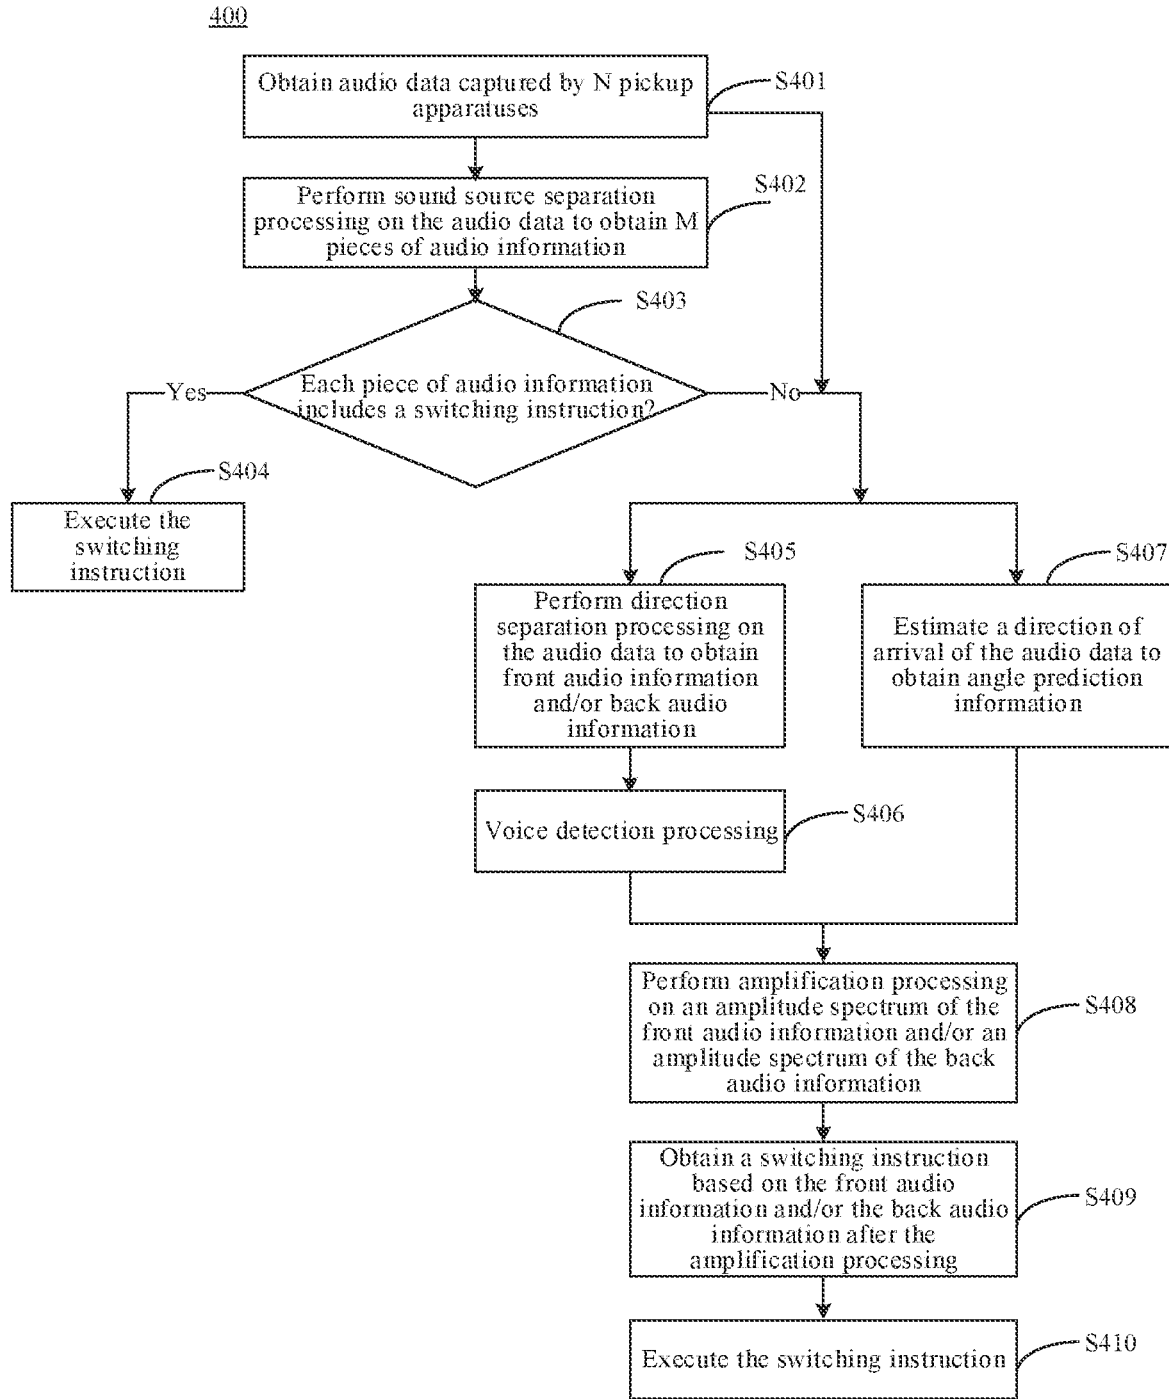 400
Obtain audio data captured by N pickup
apparatuses
S401
Perform sound source separation
processing on the audio data to obtain M
pieces of audio information
S402
S403
Each piece of audio information
includes a switching instruction?
Yes
No
S404
Execute the
switching
instruction
S405
Perform direction
separation processing on
the audio data to obtain
front audio information
and/or back audio
information
S407
Estimate a direction of
arrival of the audio data to
obtain angle prediction
information
Voice detection processing
S406
Perform amplification processing
on an amplitude spectrum of the
front audio information and/or an
amplitude spectrum of the back
audio information
S408
Obtain a switching instruction
based on the front audio
information and/or the back audio
information after the
amplification processing
S409
Execute the switching instruction
S410